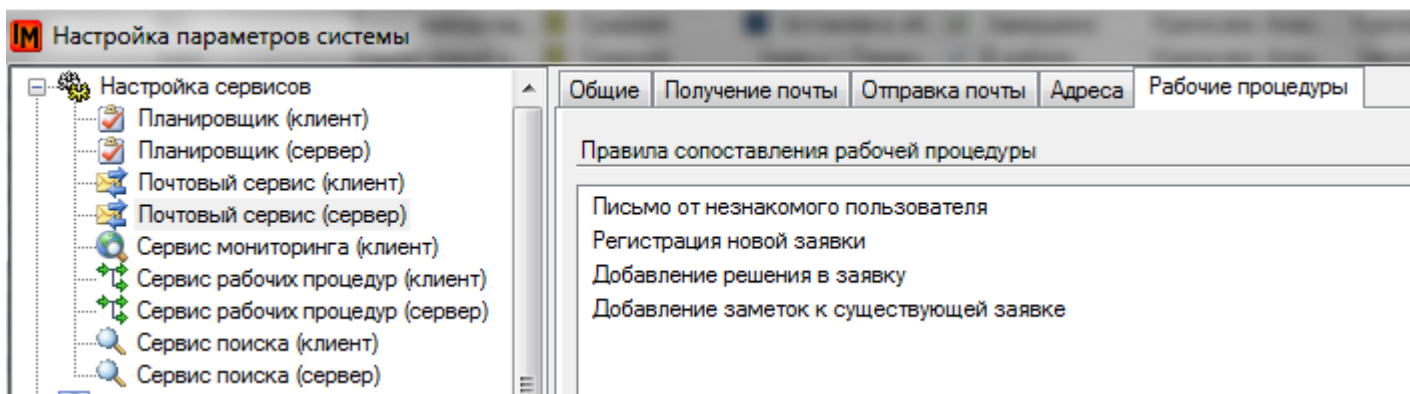 IM Настройка параметров системы
Настройка сервисов
Планировщик (клиент)
Планировщик (сервер)
Почтовый сервис (клиент)
Почтовый сервис (сервер)
Сервис мониторинга (клиент)
Сервис рабочих процедур (клиент)
Сервис рабочих процедур (сервер)
Сервис поиска (клиент)
Сервис поиска (сервер)
Общие Получение почты Отправка почты Адреса Рабочие процедуры
Правила сопоставления рабочей процедуры
Письмо от незнакомого пользователя
Регистрация новой заявки
Добавление решения в заявку
Добавление заметок к существующей заявке